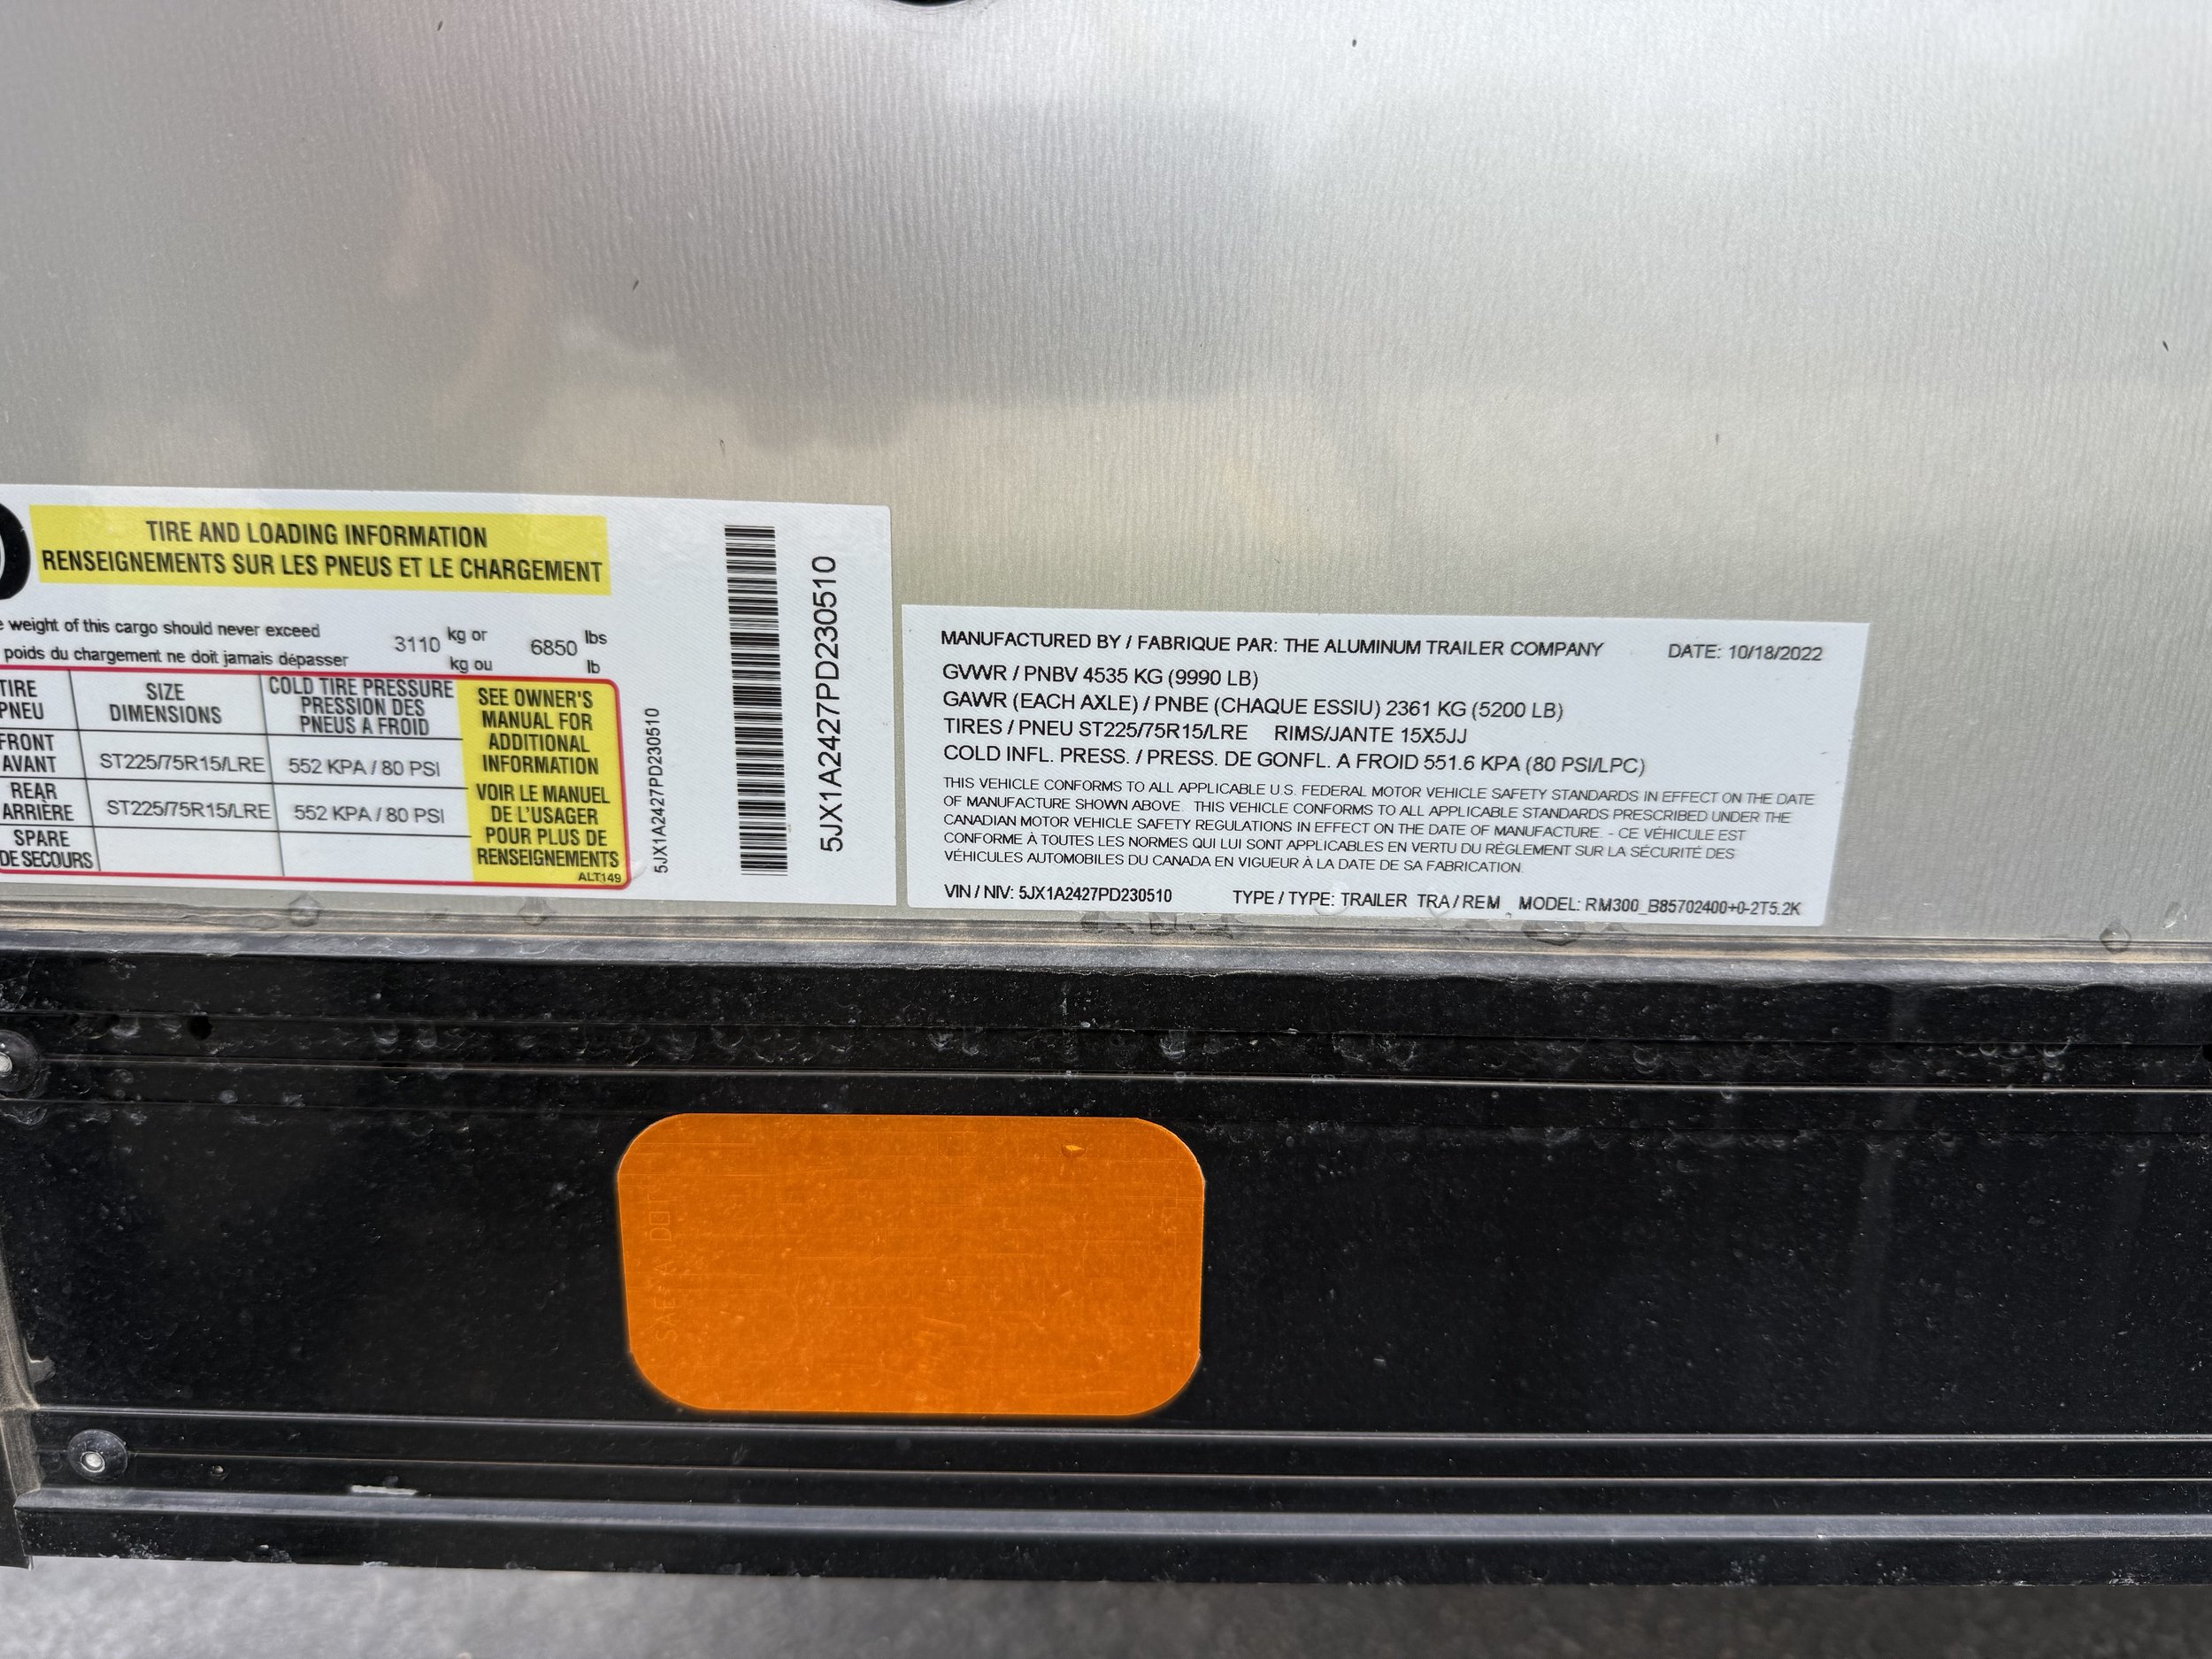 TIRE AND LOADING INFORMATION
RENSEIGNEMENTS SUR LES PNEUS ET LE CHARGEMENT
weight of this cargo should never exceed 3110 kg or 6850 lbs
poids du chargement ne doit jamais dépasser kg ou lb
TIRE
PNEU
SIZE
DIMENSIONS
COLD TIRE PRESSURE
PRESSION DES
PNEUS A FROID
FRONT
AVANT
ST225/75R15/LRE
552 KPA / 80 PSI
REAR
ARRIÈRE
ST225/75R15/LRE
552 KPA / 80 PSI
SPARE
DE SECOURS
SEE OWNER'S
MANUAL FOR
ADDITIONAL
INFORMATION
VOIR LE MANUEL
DE L'USAGER
POUR PLUS DE
RENSEIGNEMENTS
ALT149
5JX1A2427PD230510
5JX1A2427PD230510
MANUFACTURED BY / FABRIQUE PAR: THE ALUMINUM TRAILER COMPANY DATE: 10/18/2022
GVWR / PNBV 4535 KG (9990 LB)
GAWR (EACH AXLE) / PNBE (CHAQUE ESSIU) 2361 KG (5200 LB)
TIRES / PNEU ST225/75R15/LRE RIMS/JANTE 15X5JJ
COLD INFL. PRESS. / PRESS. DE GONFL. A FROID 551.6 KPA (80 PSI/LPC)
THIS VEHICLE CONFORMS TO ALL APPLICABLE U.S. FEDERAL MOTOR VEHICLE SAFETY STANDARDS IN EFFECT ON THE DATE
OF MANUFACTURE SHOWN ABOVE. THIS VEHICLE CONFORMS TO ALL APPLICABLE STANDARDS PRESCRIBED UNDER THE
CANADIAN MOTOR VEHICLE SAFETY REGULATIONS IN EFFECT ON THE DATE OF MANUFACTURE. - CE VÉHICULE EST
CONFORME À TOUTES LES NORMES QUI LUI SONT APPLICABLES EN VERTU DU RÉGLEMENT SUR LA SÉCURITÉ DES
VÉHICULES AUTOMOBILES DU CANADA EN VIGUEUR À LA DATE DE SA FABRICATION.
VIN / NIV: 5JX1A2427PD230510 TYPE / TYPE: TRAILER TRA / REM MODEL: RM300_B85702400+0-2T5.2K